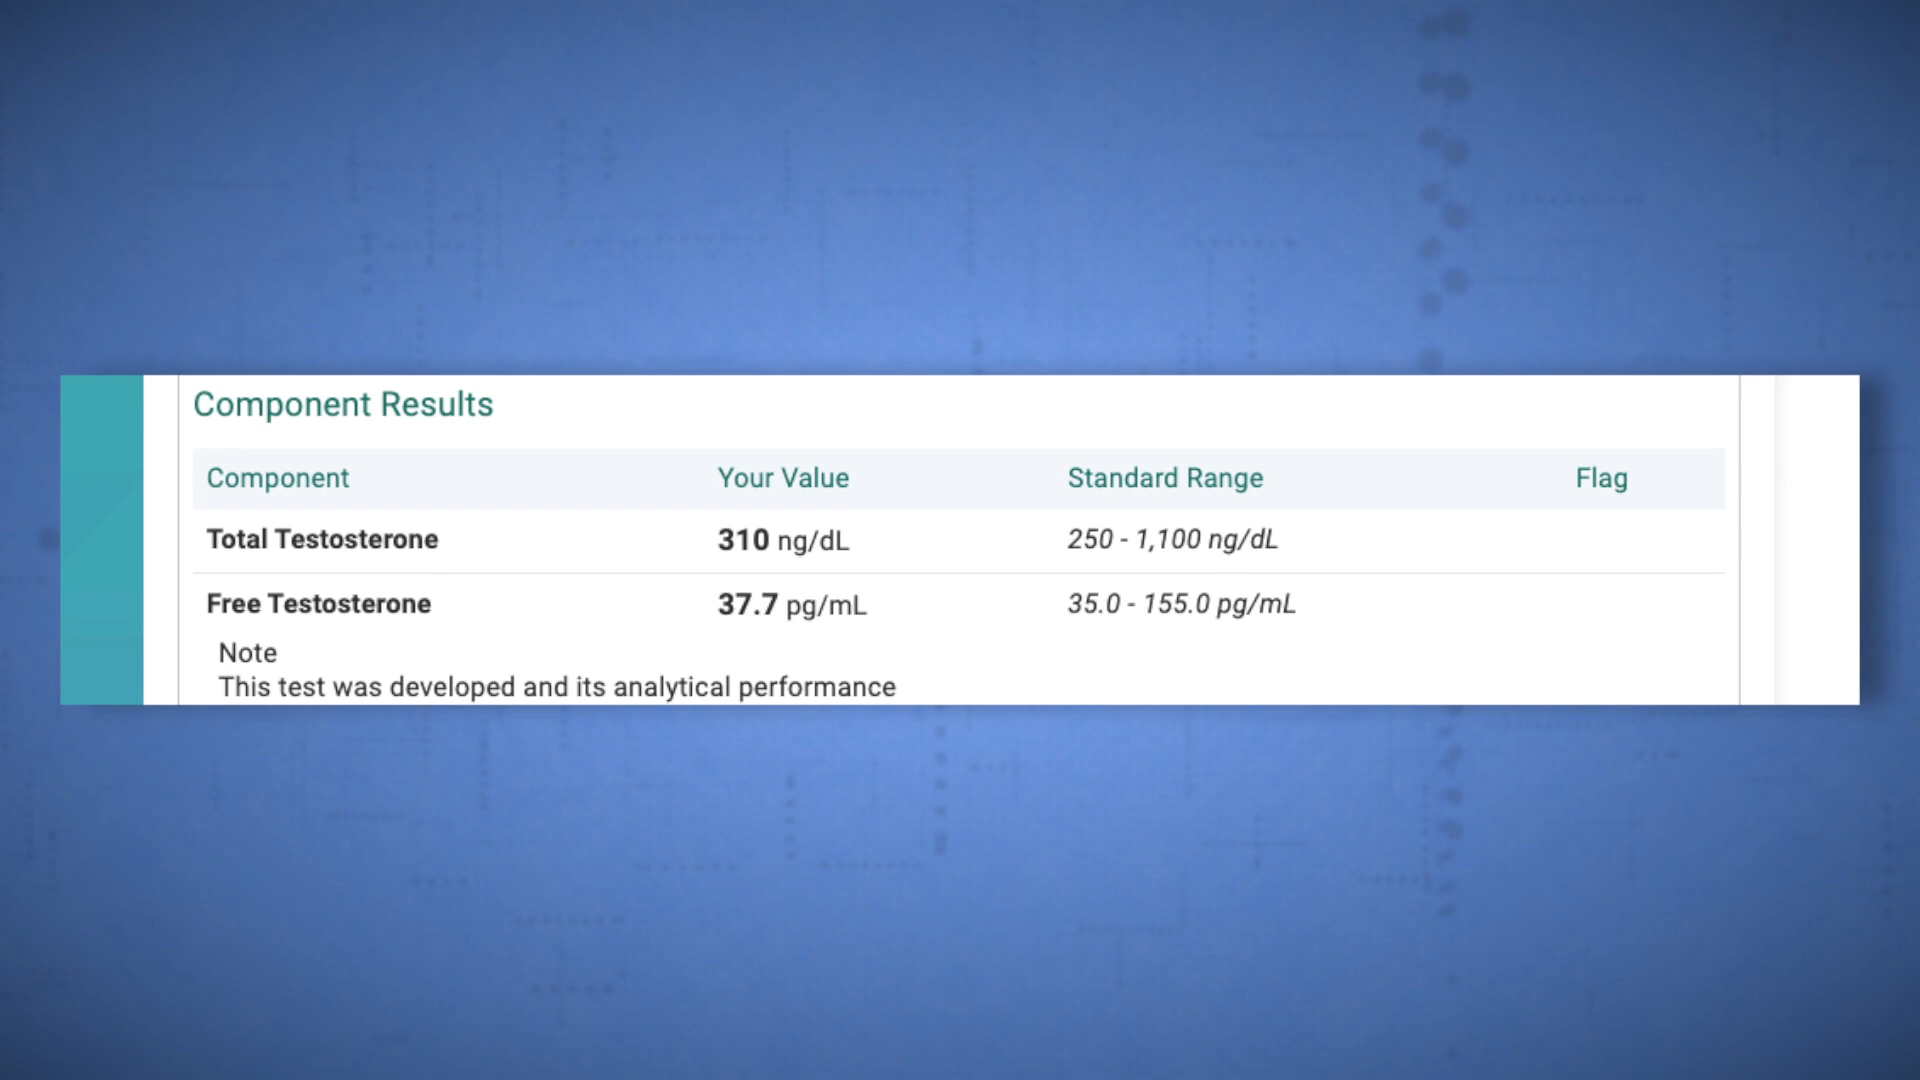 Component Results
Component Your Value Standard Range Flag
Total Testosterone 310 ng/dL 250 - 1,100 ng/dL
Free Testosterone 37.7 pg/mL 35.0 - 155.0 pg/mL
Note
This test was developed and its analytical performance